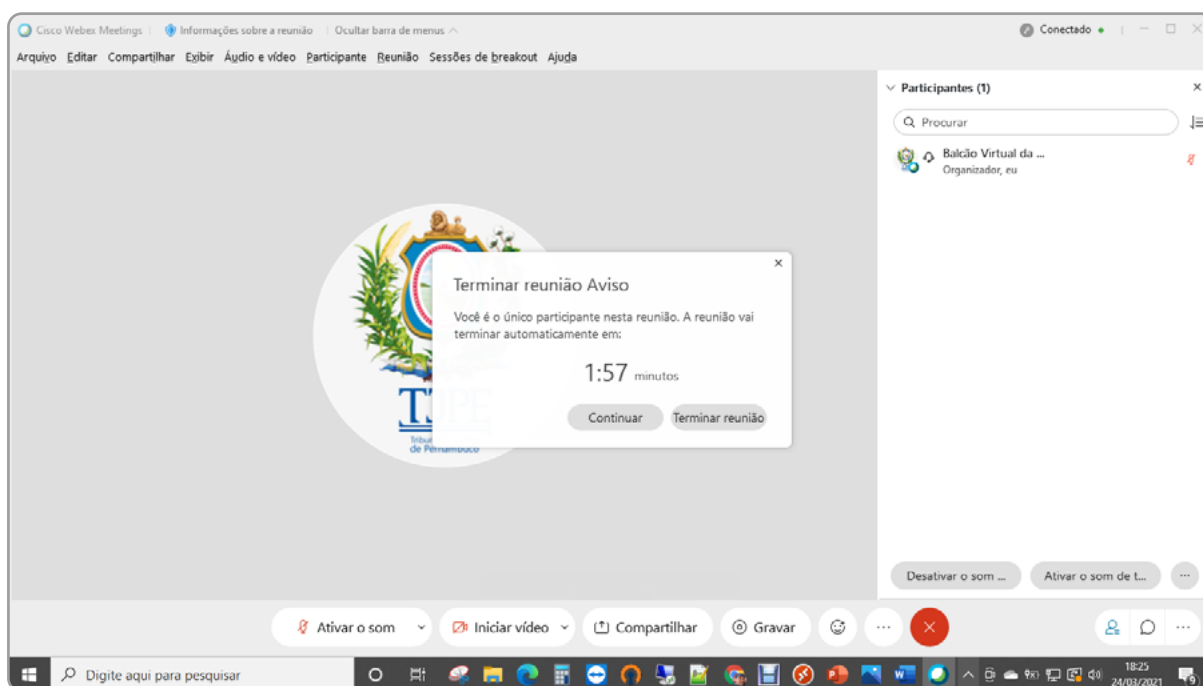 Cisco Webex Meetings | Informações sobre a reunião | Ocultar barra de menus
Conectado
Arquivo Editar Compartilhar Exibir Áudio e vídeo Participante Reunião Sessões de breakout Ajuda
Participantes (1)
Procurar
Balcão Virtual da ...
Organizador, eu
Terminar reunião Aviso
Você é o único participante nesta reunião. A reunião vai
terminar automaticamente em:
1:57 minutos
Continuar Terminar reunião
TJPE
de Pernambuco
Desativar o som ... Ativar o som de t... ...
Ativar o som Iniciar vídeo Compartilhar Gravar ...
...
Digite aqui para pesquisar
18:25
24/03/2021